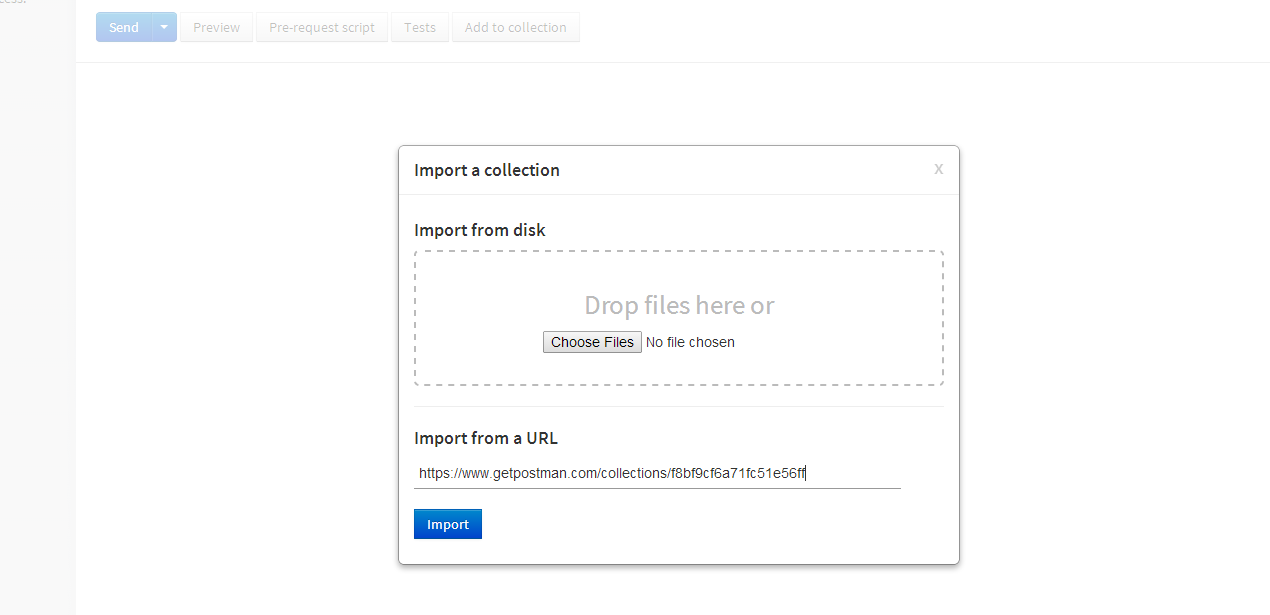 Send Preview Pre-request script Tests Add to collection
Import a collection x
Import from disk
Drop files here or
Choose Files No file chosen
Import from a URL
https://www.getpostman.com/collections/f8bf9cf6a71fc51e56ff
Import